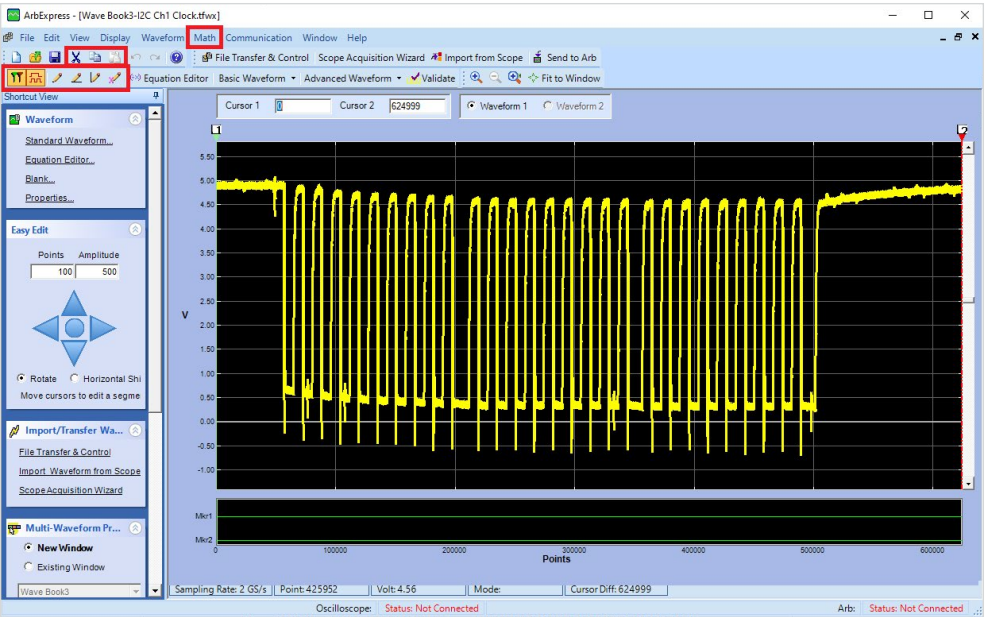 ArbExpress - [Wave Book3-I2C Ch1 Clock.tfwx]
File Edit View Display Waveform Math Communication Window Help
File Transfer & Control Scope Acquisition Wizard Import from Scope Send to Arb
Equation Editor Basic Waveform Advanced Waveform Validate Fit to Window
Shortcut View
Cursor 1 0 Cursor 2 624999 Waveform 1 Waveform 2
Waveform
Standard Waveform...
Equation Editor...
Blank...
Properties...
Easy Edit
Points Amplitude
100 500
Rotate Horizontal Shi
Move cursors to edit a segme
Import/Transfer Wa...
File Transfer & Control
Import Waveform from Scope
Scope Acquisition Wizard
Multi-Waveform Pr...
New Window
Existing Window
Wave Book3
1 2
V
5.50
5.00
4.50
4.00
3.50
3.00
2.50
2.00
1.50
1.00
0.50
0.00
-0.50
-1.00
Mkr1
Mkr2
0 100000 200000 300000 400000 500000 600000
Points
Sampling Rate: 2 GS/s Point: 425952 Volt: 4.56 Mode: Cursor Diff: 624999
Oscilloscope: Status: Not Connected Arb: Status: Not Connected